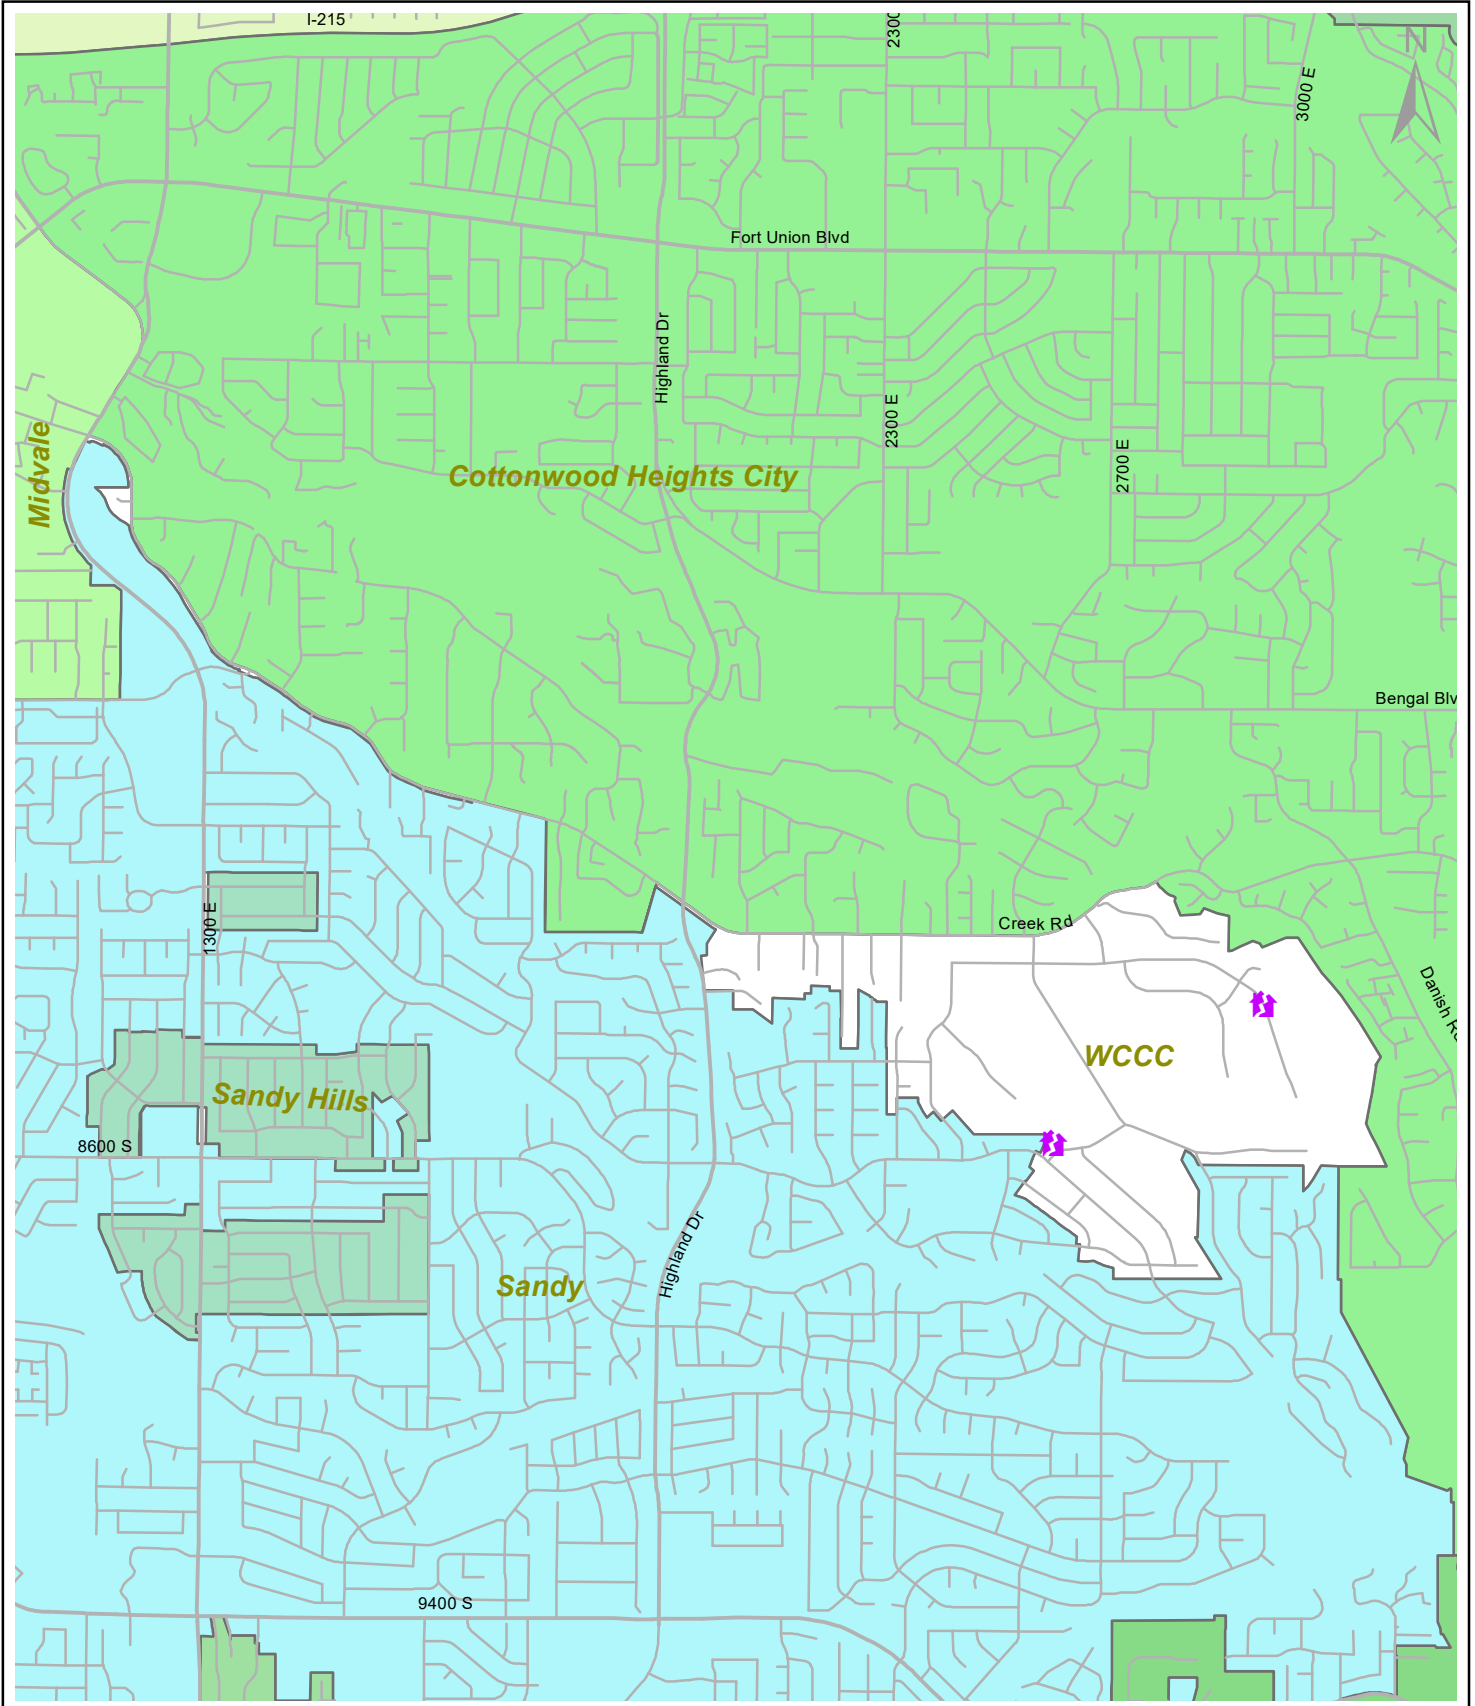 I-215
2300
N
3000 E
Fort Union Blvd
Highland Dr
2300 E
2700 E
Midvale
Cottonwood Heights City
Bengal Blv
1300 E
Creek Rd
Danish R
WCCC
Sandy Hills
8600 S
Highland Dr
Sandy
9400 S